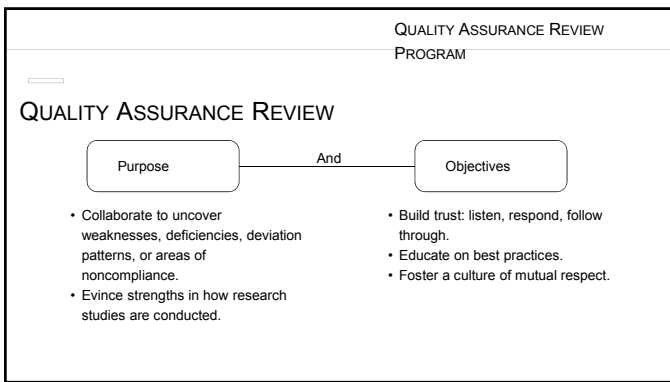 QUALITY ASSURANCE REVIEW
PROGRAM
QUALITY ASSURANCE REVIEW
Purpose
And
Objectives
• Collaborate to uncover
weaknesses, deficiencies, deviation
patterns, or areas of
noncompliance.
• Evince strengths in how research
studies are conducted.
• Build trust: listen, respond, follow
through.
• Educate on best practices.
• Foster a culture of mutual respect.